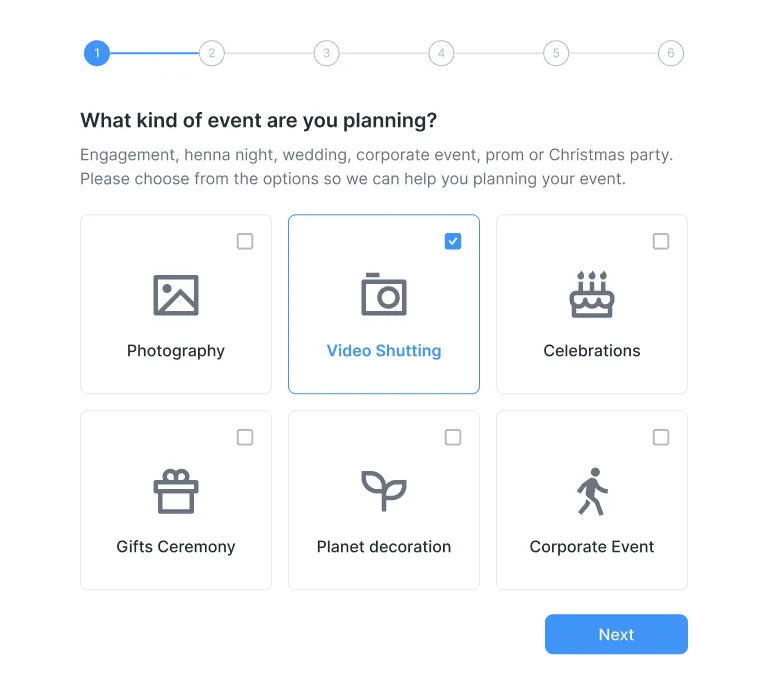 1 2 3 4 5 6
What kind of event are you planning?
Engagement, henna night, wedding, corporate event, prom or Christmas party.
Please choose from the options so we can help you planning your event.
Photography
Video Shutting
Celebrations
Gifts Ceremony
Planet decoration
Corporate Event
Next